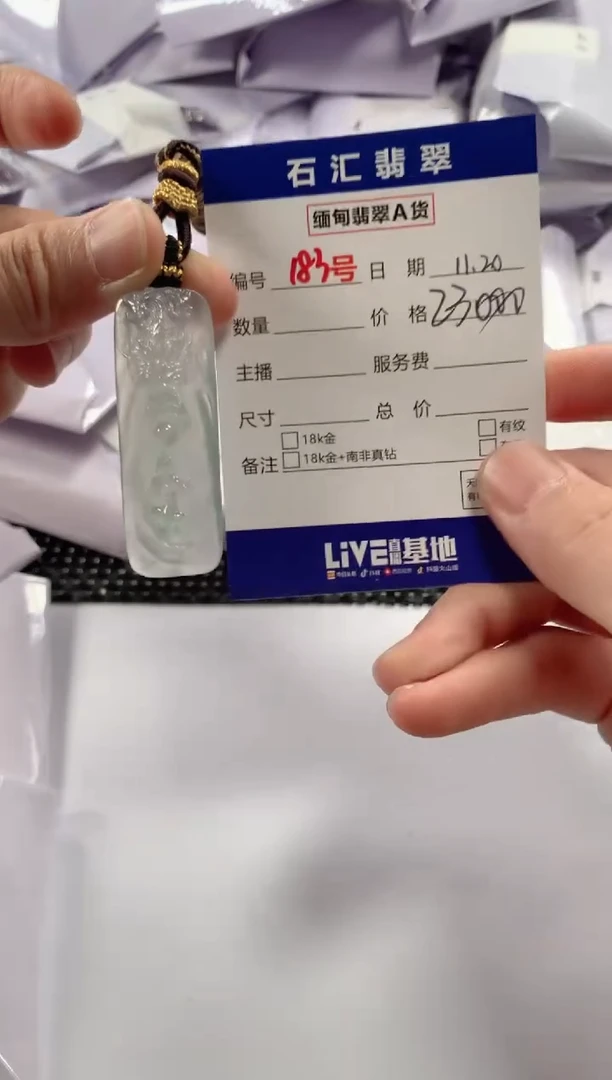 石汇翡翠
缅甸翡翠A货
编号 183号 日期 11.20
数量 价格 23000
主播 服务费
尺寸 总价
备注 18k金 有纹
18k金+南非真钻
LiVE直播基地